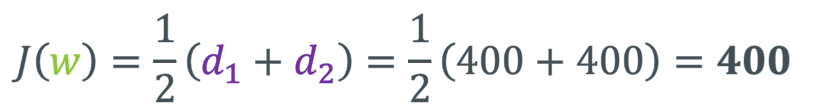 J(w) = 1/2 (d₁ + d₂) = 1/2 (400 + 400) = 400